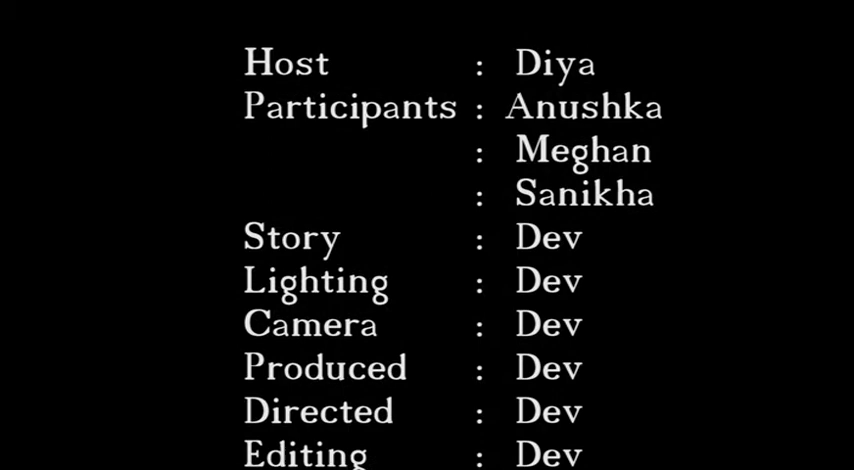 Host : Diya
Participants : Anushka
: Meghan
: Sanikha
Story : Dev
Lighting : Dev
Camera : Dev
Produced : Dev
Directed : Dev
Editing : Dev